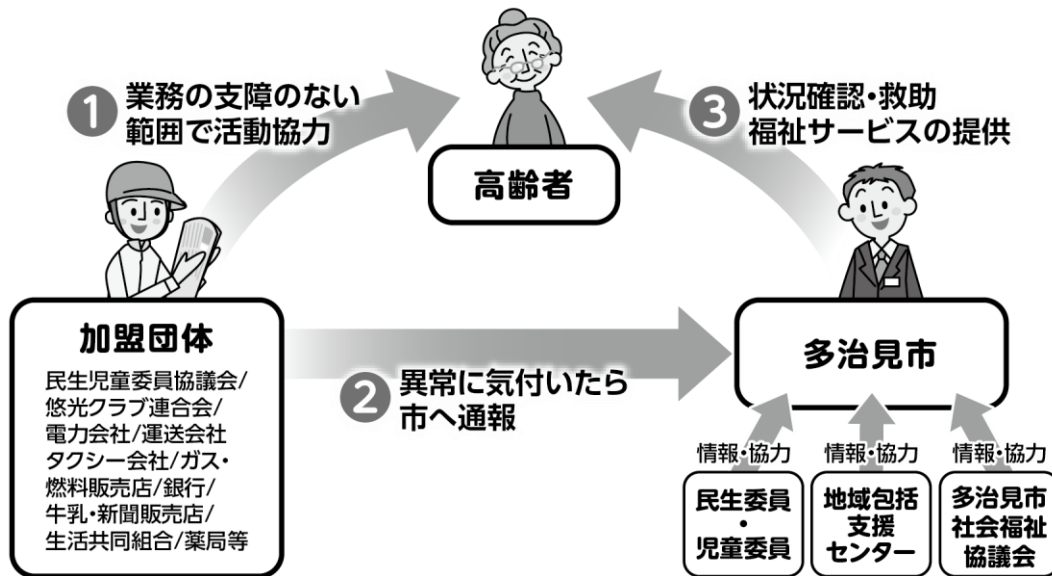 1 業務の支障のない
範囲で活動協力
高齢者
3 状況確認・救助
福祉サービスの提供
加盟団体
民生児童委員協議会/
悠光クラブ連合会/
電力会社/運送会社
タクシー会社/ガス・
燃料販売店/銀行/
牛乳・新聞販売店/
生活共同組合/薬局等
2 異常に気付いたら
市へ通報
多治見市
情報・協力
情報・協力
情報・協力
民生委員
・
児童委員
地域包括
支援
センター
多治見市
社会福祉
協議会